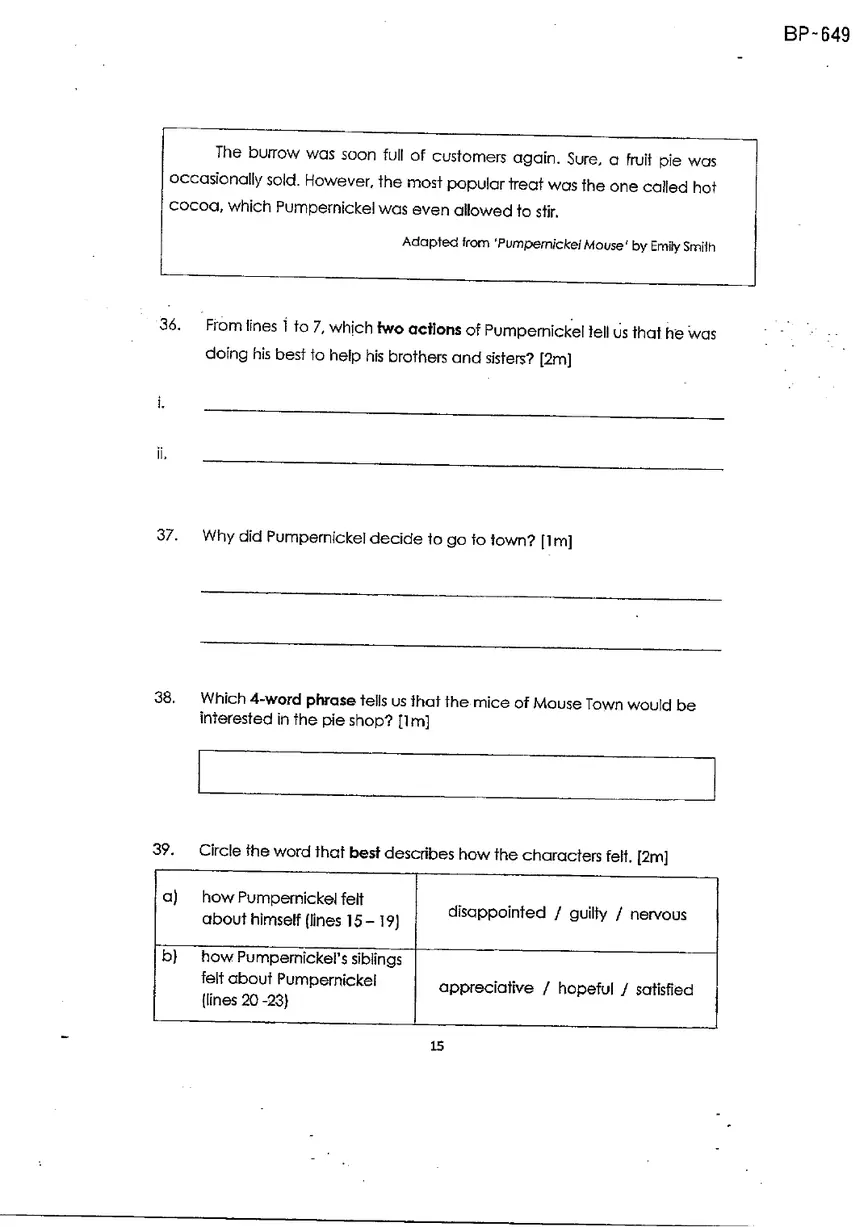 BP-649
The burrow was soon full of customers again. Sure, a fruit pie was
occasionally sold. However, the most popular treat was the one called hot
cocoa, which Pumpernickel was even allowed to stir.
Adapted from 'Pumpernickel Mouse' by Emily Smith
36. From lines 1 to 7, which two actions of Pumpernickel tell us that he was
doing his best to help his brothers and sisters? [2m]
i.
ii.
37. Why did Pumpernickel decide to go to town? [1m]
38. Which 4-word phrase tells us that the mice of Mouse Town would be
interested in the pie shop? [1m]
39. Circle the word that best describes how the characters felt. [2m]
a) how Pumpernickel felt
about himself (lines 15 – 19)
disappointed / guilty / nervous
b) how Pumpernickel's siblings
felt about Pumpernickel
(lines 20 -23)
appreciative / hopeful / satisfied
15